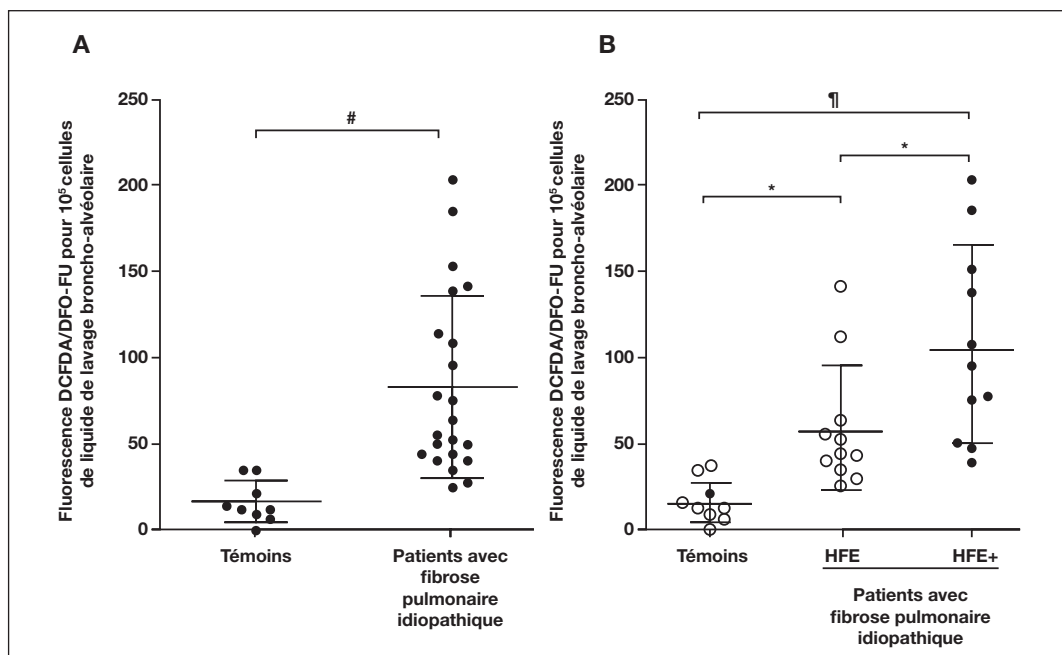 A
Fluorescence DCFDA/DFO-FU pour 10⁵ cellules
de liquide de lavage broncho-alvéolaire
250
200
150
100
50
0
#
Témoins
Patients avec
fibrose
pulmonaire
idiopathique
B
Fluorescence DCFDA/DFO-FU pour 10⁵ cellules
de liquide de lavage broncho-alvéolaire
250
200
150
100
50
0
¶
*
*
Témoins
HFE
HFE+
Patients avec
fibrose pulmonaire
idiopathique